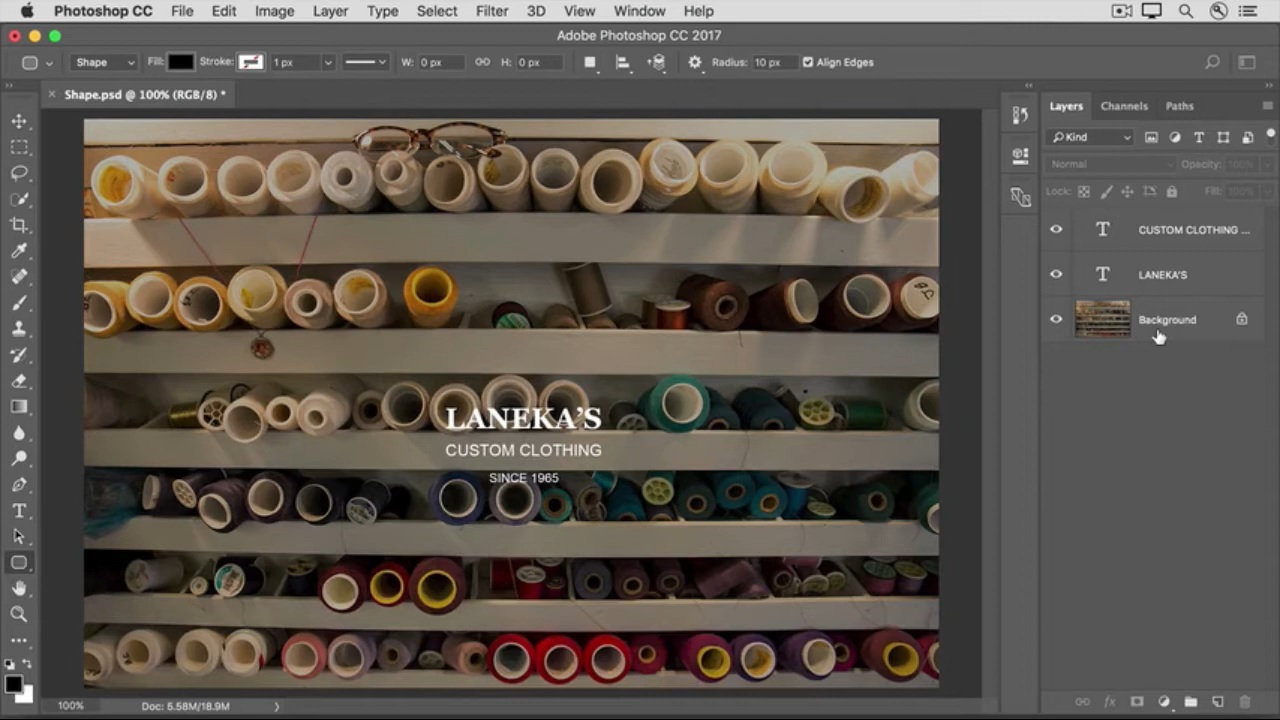 Photoshop CC File Edit Image Layer Type Select Filter 3D View Window Help
Adobe Photoshop CC 2017
Shape Fill: Stroke: 1 px W: 0 px H: 0 px Radius: 10 px Align Edges
Shape.psd @ 100% (RGB/8) *
Layers Channels Paths
Kind
Normal Opacity: 100%
Lock: Fill: 100%
CUSTOM CLOTHING ...
LANEKA'S
Background
LANEKA'S
CUSTOM CLOTHING
SINCE 1965
100% Doc: 5.58M/18.9M